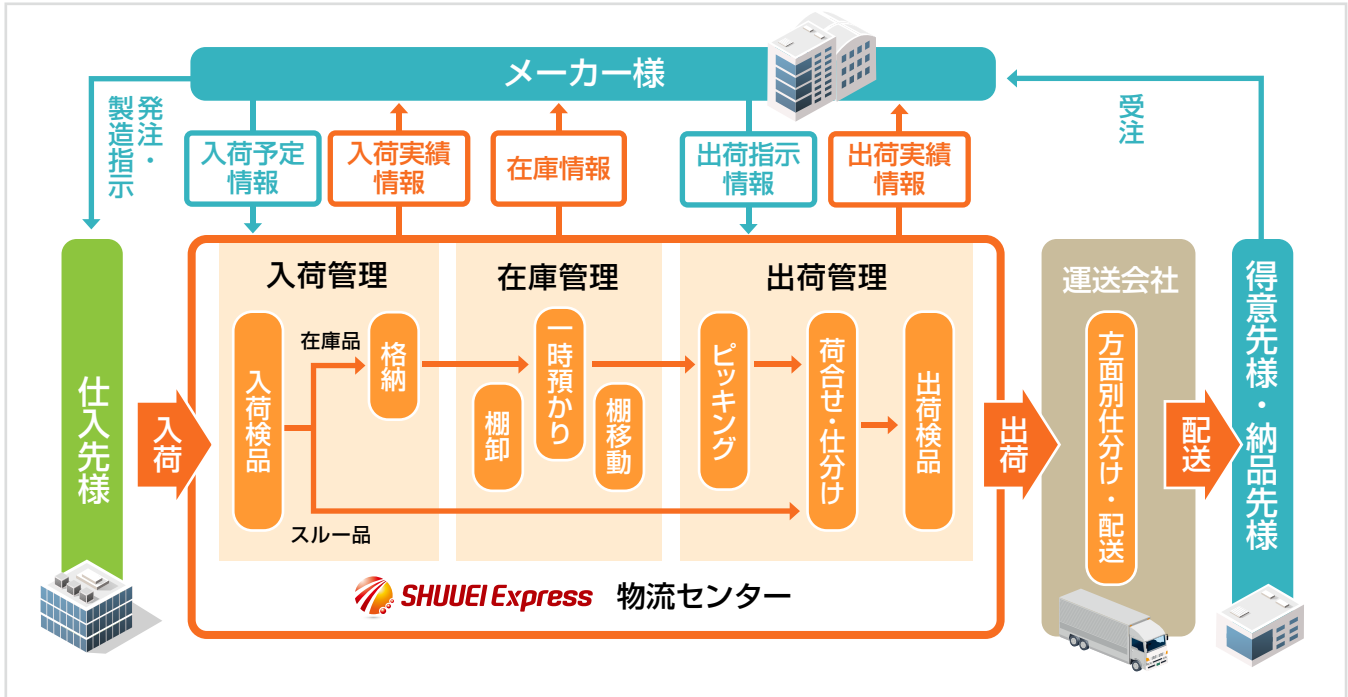 メーカー様
発注・
製造指示
受注
入荷予定
情報
入荷実績
情報
在庫情報
出荷指示
情報
出荷実績
情報
仕入先様
入荷
入荷管理
入荷検品
在庫品
格納
スルー品
在庫管理
一時預かり
棚卸
棚移動
出荷管理
ピッキング
荷合せ・仕分け
出荷検品
SHUUEI Express 物流センター
出荷
運送会社
方面別仕分け・配送
配送
得意先様・納品先様